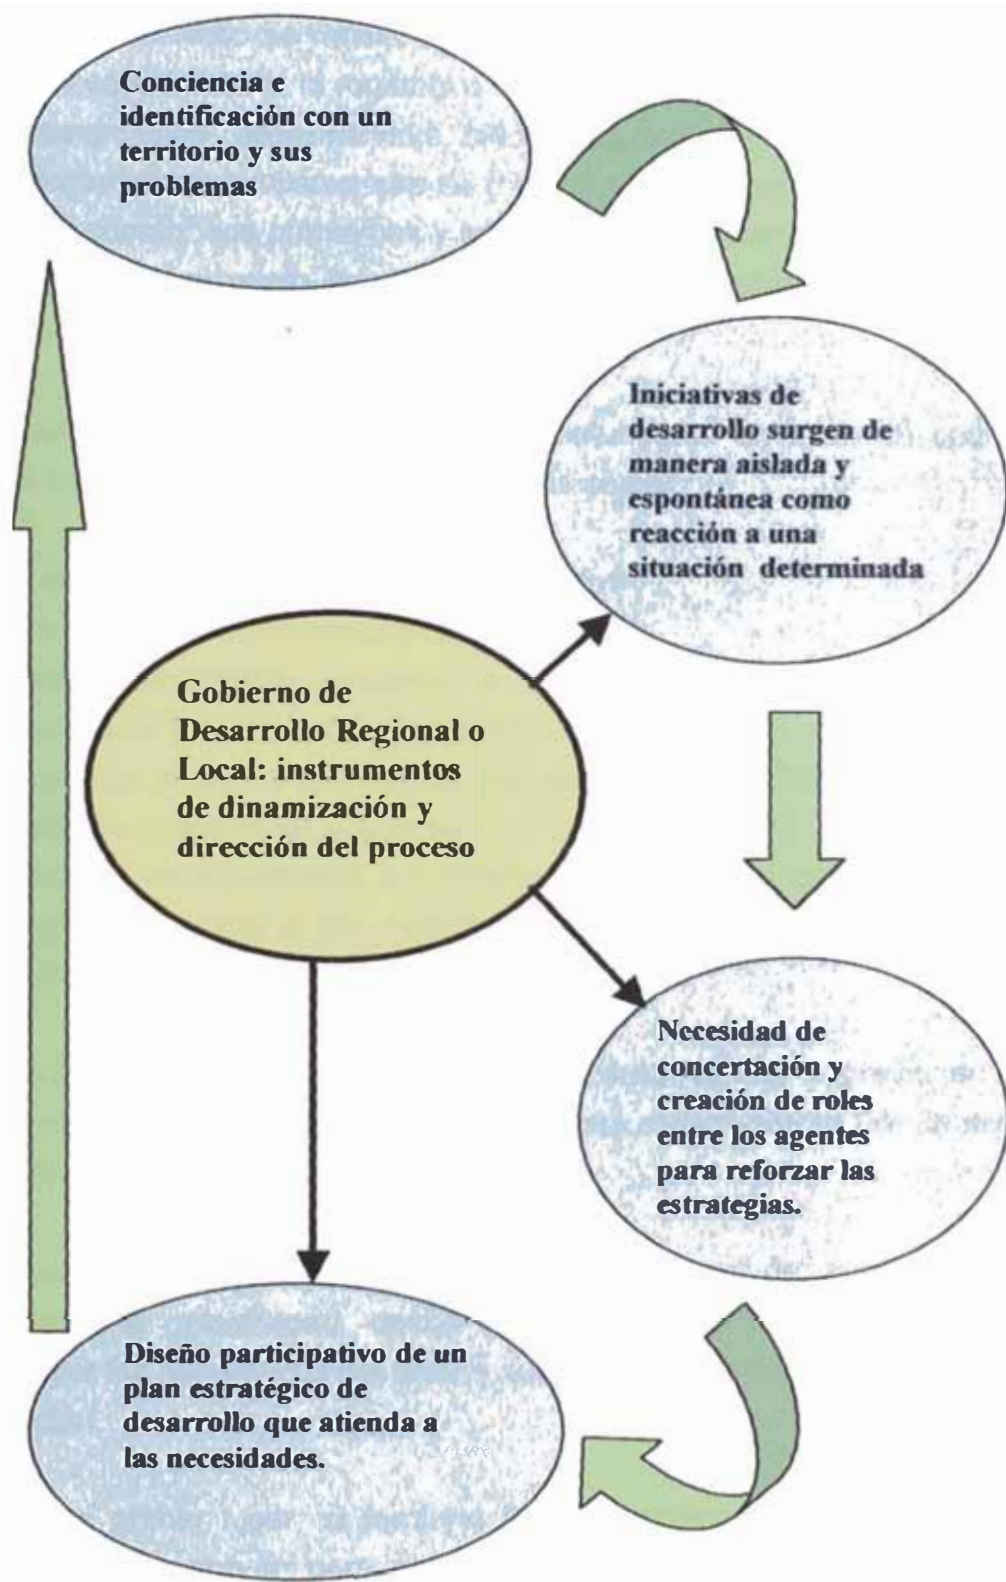 Conciencia e
identificación con un
territorio y sus
problemas
Iniciativas de
desarrollo surgen de
manera aislada y
espontánea como
reacción a una
situación determinada
Gobierno de
Desarrollo Regional o
Local: instrumentos
de dinamización y
dirección del proceso
Necesidad de
concertación y
creación de roles
entre los agentes
para reforzar las
estrategias.
Diseño participativo de un
plan estratégico de
desarrollo que atienda a
las necesidades.